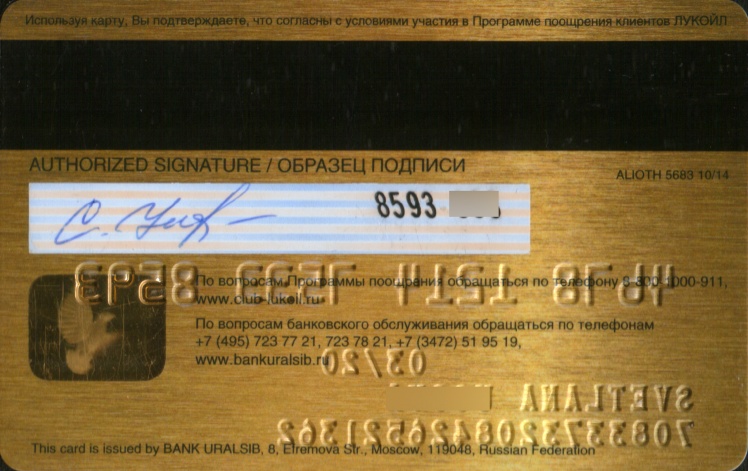 Используя карту, Вы подтверждаете, что согласны с условиями участия в Программе поощрения клиентов ЛУКОЙЛ
AUTHORIZED SIGNATURE / ОБРАЗЕЦ ПОДПИСИ
ALIOTH 5683 10/14
8593
По вопросам Программы поощрения обращаться по телефону 8-800-1000-911,
www.club-lukoil.ru
По вопросам банковского обслуживания обращаться по телефонам
+7 (495) 723 77 21, 723 78 21, +7 (3472) 51 95 19,
www.bankuralsib.ru
03/20
SVETLANA
This card is issued by BANK URALSIB, 8, Efremova Str., Moscow, 119048, Russian Federation